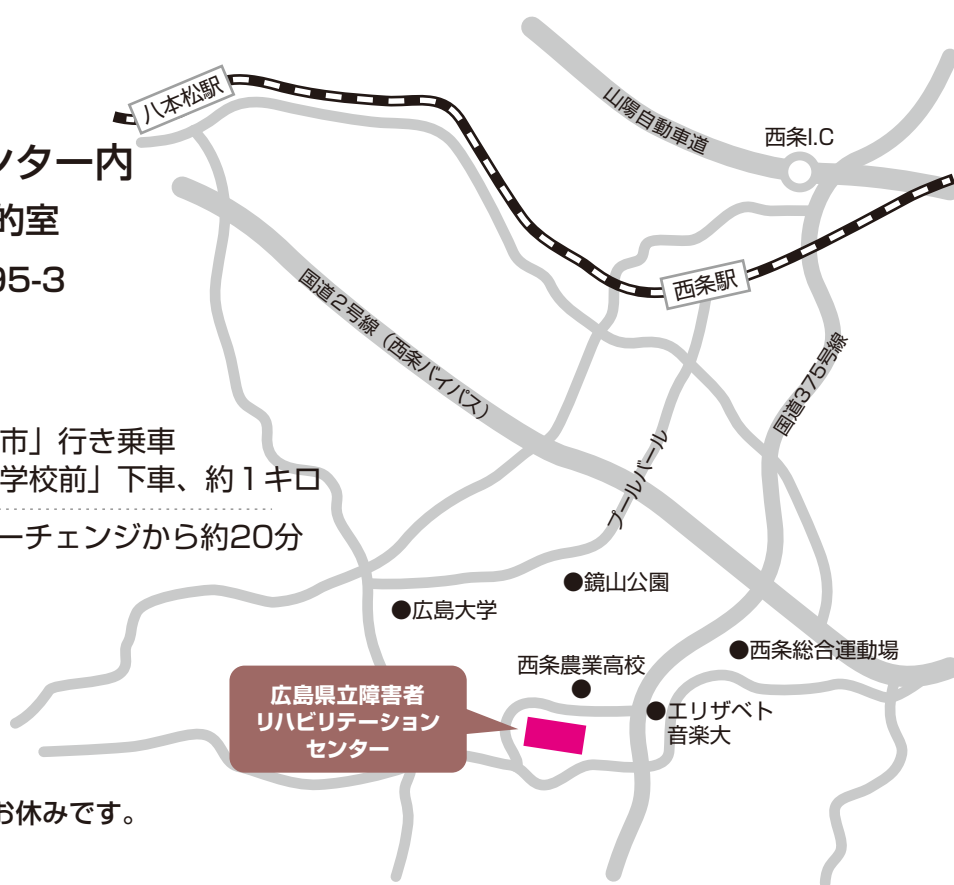 八本松駅
山陽自動車道
西条I.C
ンター内
的室
95-3
西条駅
国道2号線（西条バイパス）
国道375号線
市」行き乗車
学校前」下車、約1キロ
ーチェンジから約20分
プールバール
●鏡山公園
●広島大学
●西条総合運動場
西条農業高校
●
広島県立障害者
リハビリテーション
センター
●エリザベト
音楽大
お休みです。